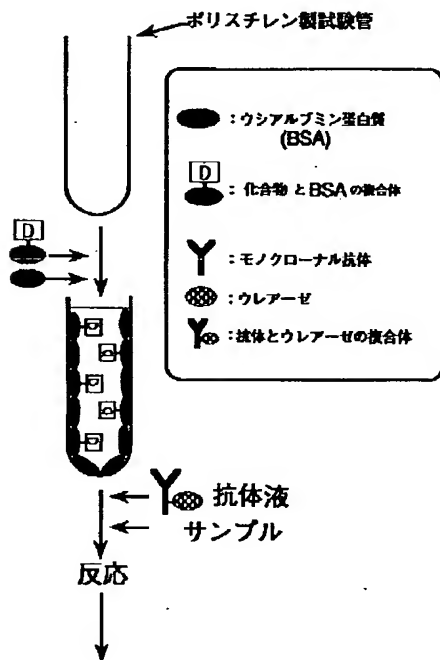 ポリスチレン製試験管
：ウシアルブミン蛋白質
(BSA)
D
：化合物とBSAの複合体
D
：モノクローナル抗体
：ウレアーゼ
：抗体とウレアーゼの複合体
D
D
D
D
D
抗体液
サンプル
反応